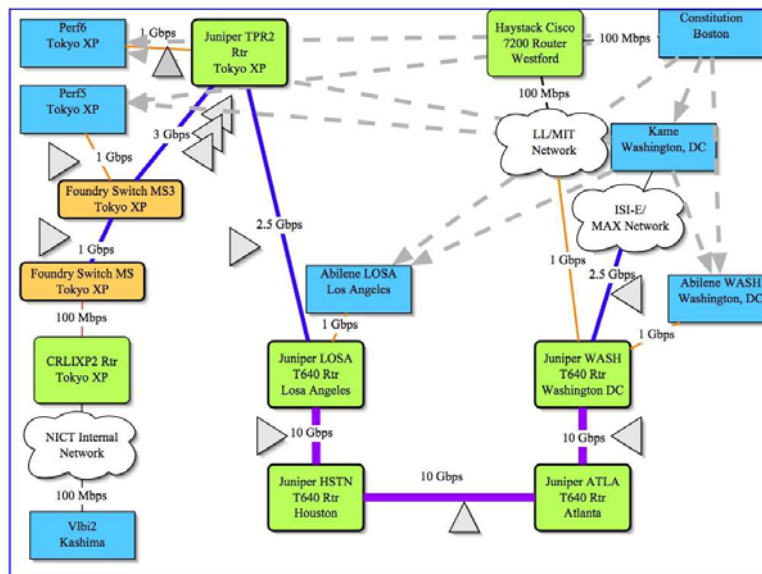 Perf6
Tokyo XP
1 Gbps
Juniper TPR2
Rtr
Tokyo XP
Haystack Cisco
7200 Router
Westford
100 Mbps
Constitution
Boston
Perf5
Tokyo XP
100 Mbps
3 Gbps
LL/MIT
Network
Kame
Washington, DC
1 Gbps
Foundry Switch MS3
Tokyo XP
ISI-E/
MAX Network
2.5 Gbps
1 Gbps
1 Gbps
2.5 Gbps
Foundry Switch MS
Tokyo XP
Abilene LOSA
Los Angeles
Abilene WASH
Washington, DC
100 Mbps
1 Gbps
1 Gbps
CRLIXP2 Rtr
Tokyo XP
Juniper LOSA
T640 Rtr
Losa Angeles
Juniper WASH
T640 Rtr
Washington DC
NICT Internal
Network
10 Gbps
10 Gbps
100 Mbps
Juniper HSTN
T640 Rtr
Houston
10 Gbps
Juniper ATLA
T640 Rtr
Atlanta
Vlbi2
Kashima